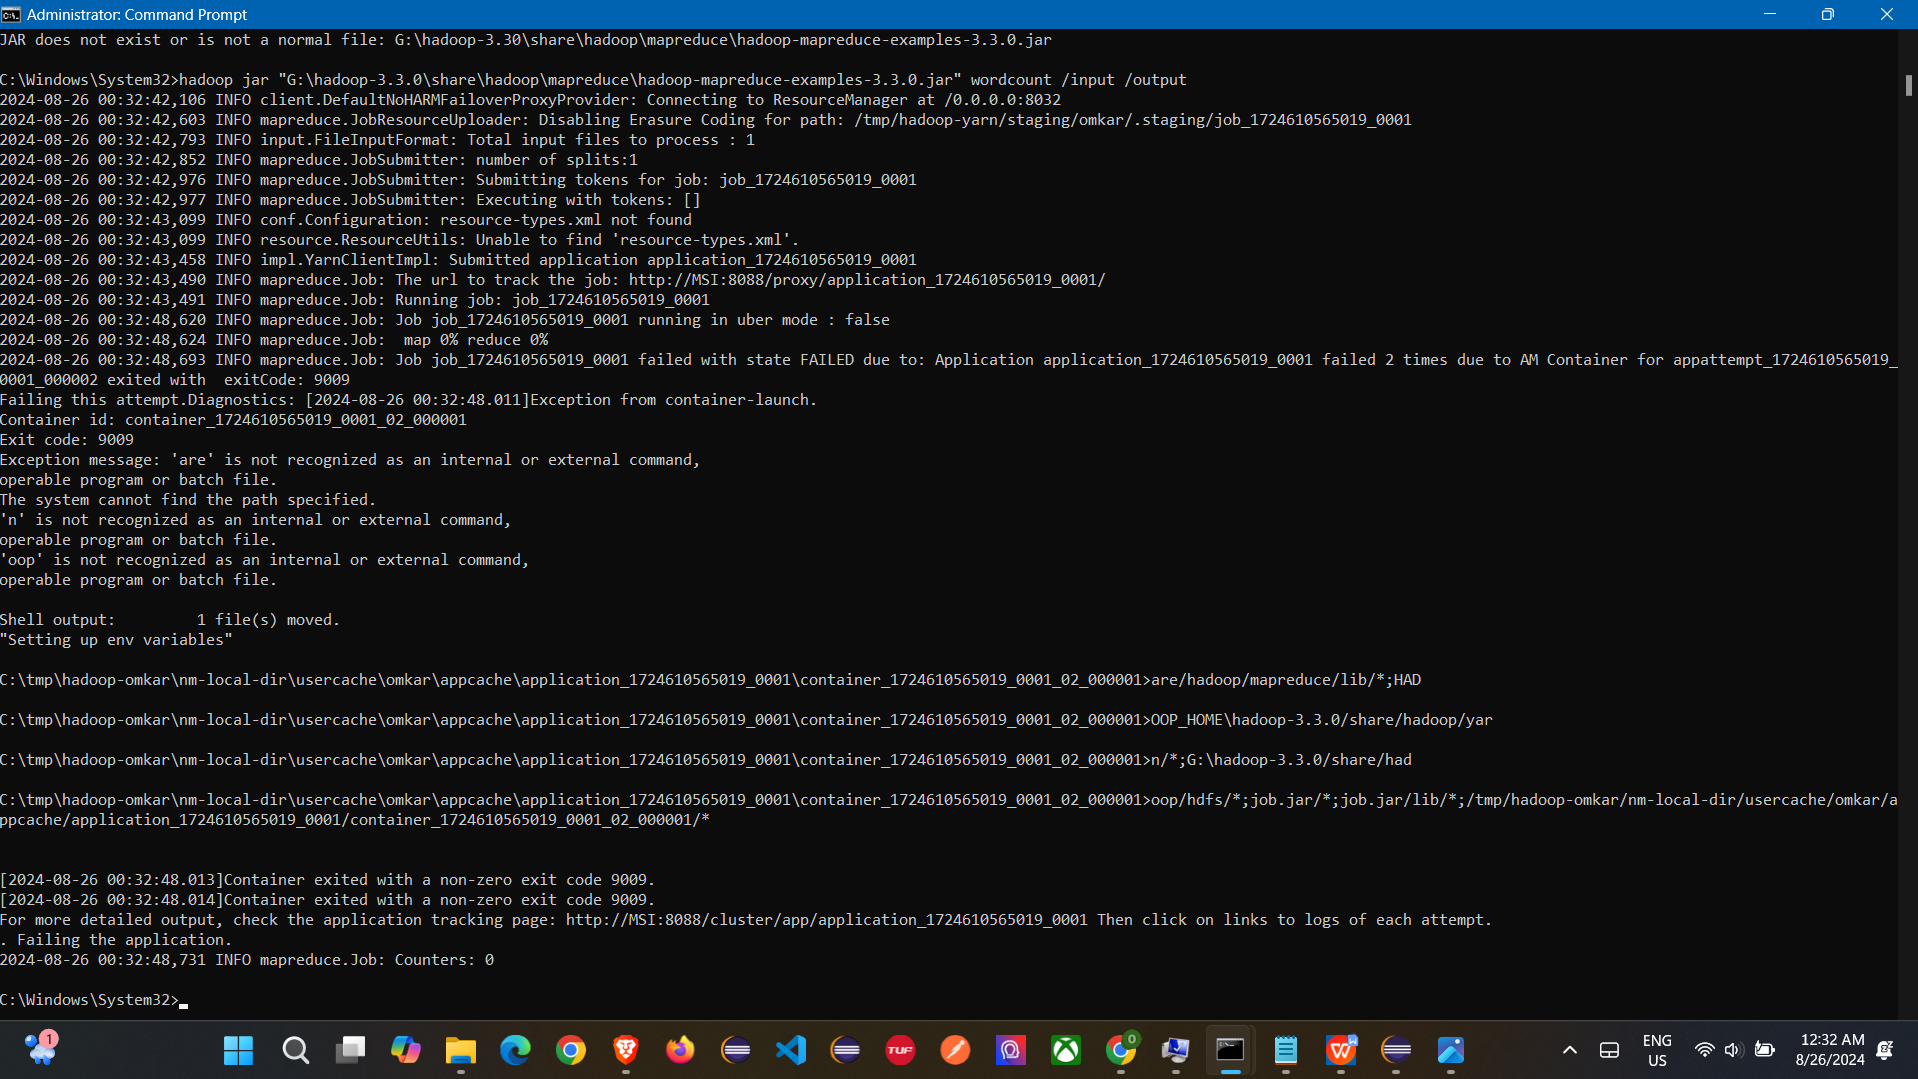 Administrator: Command Prompt
JAR does not exist or is not a normal file: G:\hadoop-3.30\share\hadoop\mapreduce\hadoop-mapreduce-examples-3.3.0.jar
C:\Windows\System32>hadoop jar "G:\hadoop-3.3.0\share\hadoop\mapreduce\hadoop-mapreduce-examples-3.3.0.jar" wordcount /input /output
2024-08-26 00:32:42,106 INFO client.DefaultNoHARMFailoverProxyProvider: Connecting to ResourceManager at /0.0.0.0:8032
2024-08-26 00:32:42,603 INFO mapreduce.JobResourceUploader: Disabling Erasure Coding for path: /tmp/hadoop-yarn/staging/omkar/.staging/job_1724610565019_0001
2024-08-26 00:32:42,793 INFO input.FileInputFormat: Total input files to process : 1
2024-08-26 00:32:42,852 INFO mapreduce.JobSubmitter: number of splits:1
2024-08-26 00:32:42,976 INFO mapreduce.JobSubmitter: Submitting tokens for job: job_1724610565019_0001
2024-08-26 00:32:42,977 INFO mapreduce.JobSubmitter: Executing with tokens: []
2024-08-26 00:32:43,099 INFO conf.Configuration: resource-types.xml not found
2024-08-26 00:32:43,099 INFO resource.ResourceUtils: Unable to find 'resource-types.xml'.
2024-08-26 00:32:43,458 INFO impl.YarnClientImpl: Submitted application application_1724610565019_0001
2024-08-26 00:32:43,490 INFO mapreduce.Job: The url to track the job: http://MSI:8088/proxy/application_1724610565019_0001/
2024-08-26 00:32:43,491 INFO mapreduce.Job: Running job: job_1724610565019_0001
2024-08-26 00:32:48,620 INFO mapreduce.Job: Job job_1724610565019_0001 running in uber mode : false
2024-08-26 00:32:48,624 INFO mapreduce.Job:  map 0% reduce 0%
2024-08-26 00:32:48,693 INFO mapreduce.Job: Job job_1724610565019_0001 failed with state FAILED due to: Application application_1724610565019_0001 failed 2 times due to AM Container for appattempt_1724610565019_
0001_000002 exited with  exitCode: 9009
Failing this attempt.Diagnostics: [2024-08-26 00:32:48.011]Exception from container-launch.
Container id: container_1724610565019_0001_02_000001
Exit code: 9009
Exception message: 'are' is not recognized as an internal or external command,
operable program or batch file.
The system cannot find the path specified.
'n' is not recognized as an internal or external command,
operable program or batch file.
'oop' is not recognized as an internal or external command,
operable program or batch file.
Shell output:         1 file(s) moved.
"Setting up env variables"
C:\tmp\hadoop-omkar\nm-local-dir\usercache\omkar\appcache\application_1724610565019_0001\container_1724610565019_0001_02_000001>are/hadoop/mapreduce/lib/*;HAD
C:\tmp\hadoop-omkar\nm-local-dir\usercache\omkar\appcache\application_1724610565019_0001\container_1724610565019_0001_02_000001>OOP_HOME\hadoop-3.3.0/share/hadoop/yar
C:\tmp\hadoop-omkar\nm-local-dir\usercache\omkar\appcache\application_1724610565019_0001\container_1724610565019_0001_02_000001>n/*;G:\hadoop-3.3.0/share/had
C:\tmp\hadoop-omkar\nm-local-dir\usercache\omkar\appcache\application_1724610565019_0001\container_1724610565019_0001_02_000001>oop/hdfs/*;job.jar/*;job.jar/lib/*;/tmp/hadoop-omkar/nm-local-dir/usercache/omkar/a
ppcache/application_1724610565019_0001/container_1724610565019_0001_02_000001/*
[2024-08-26 00:32:48.013]Container exited with a non-zero exit code 9009.
[2024-08-26 00:32:48.014]Container exited with a non-zero exit code 9009.
For more detailed output, check the application tracking page: http://MSI:8088/cluster/app/application_1724610565019_0001 Then click on links to logs of each attempt.
. Failing the application.
2024-08-26 00:32:48,731 INFO mapreduce.Job: Counters: 0
C:\Windows\System32>
1
TUF
0
W
ENG
US
12:32 AM
8/26/2024